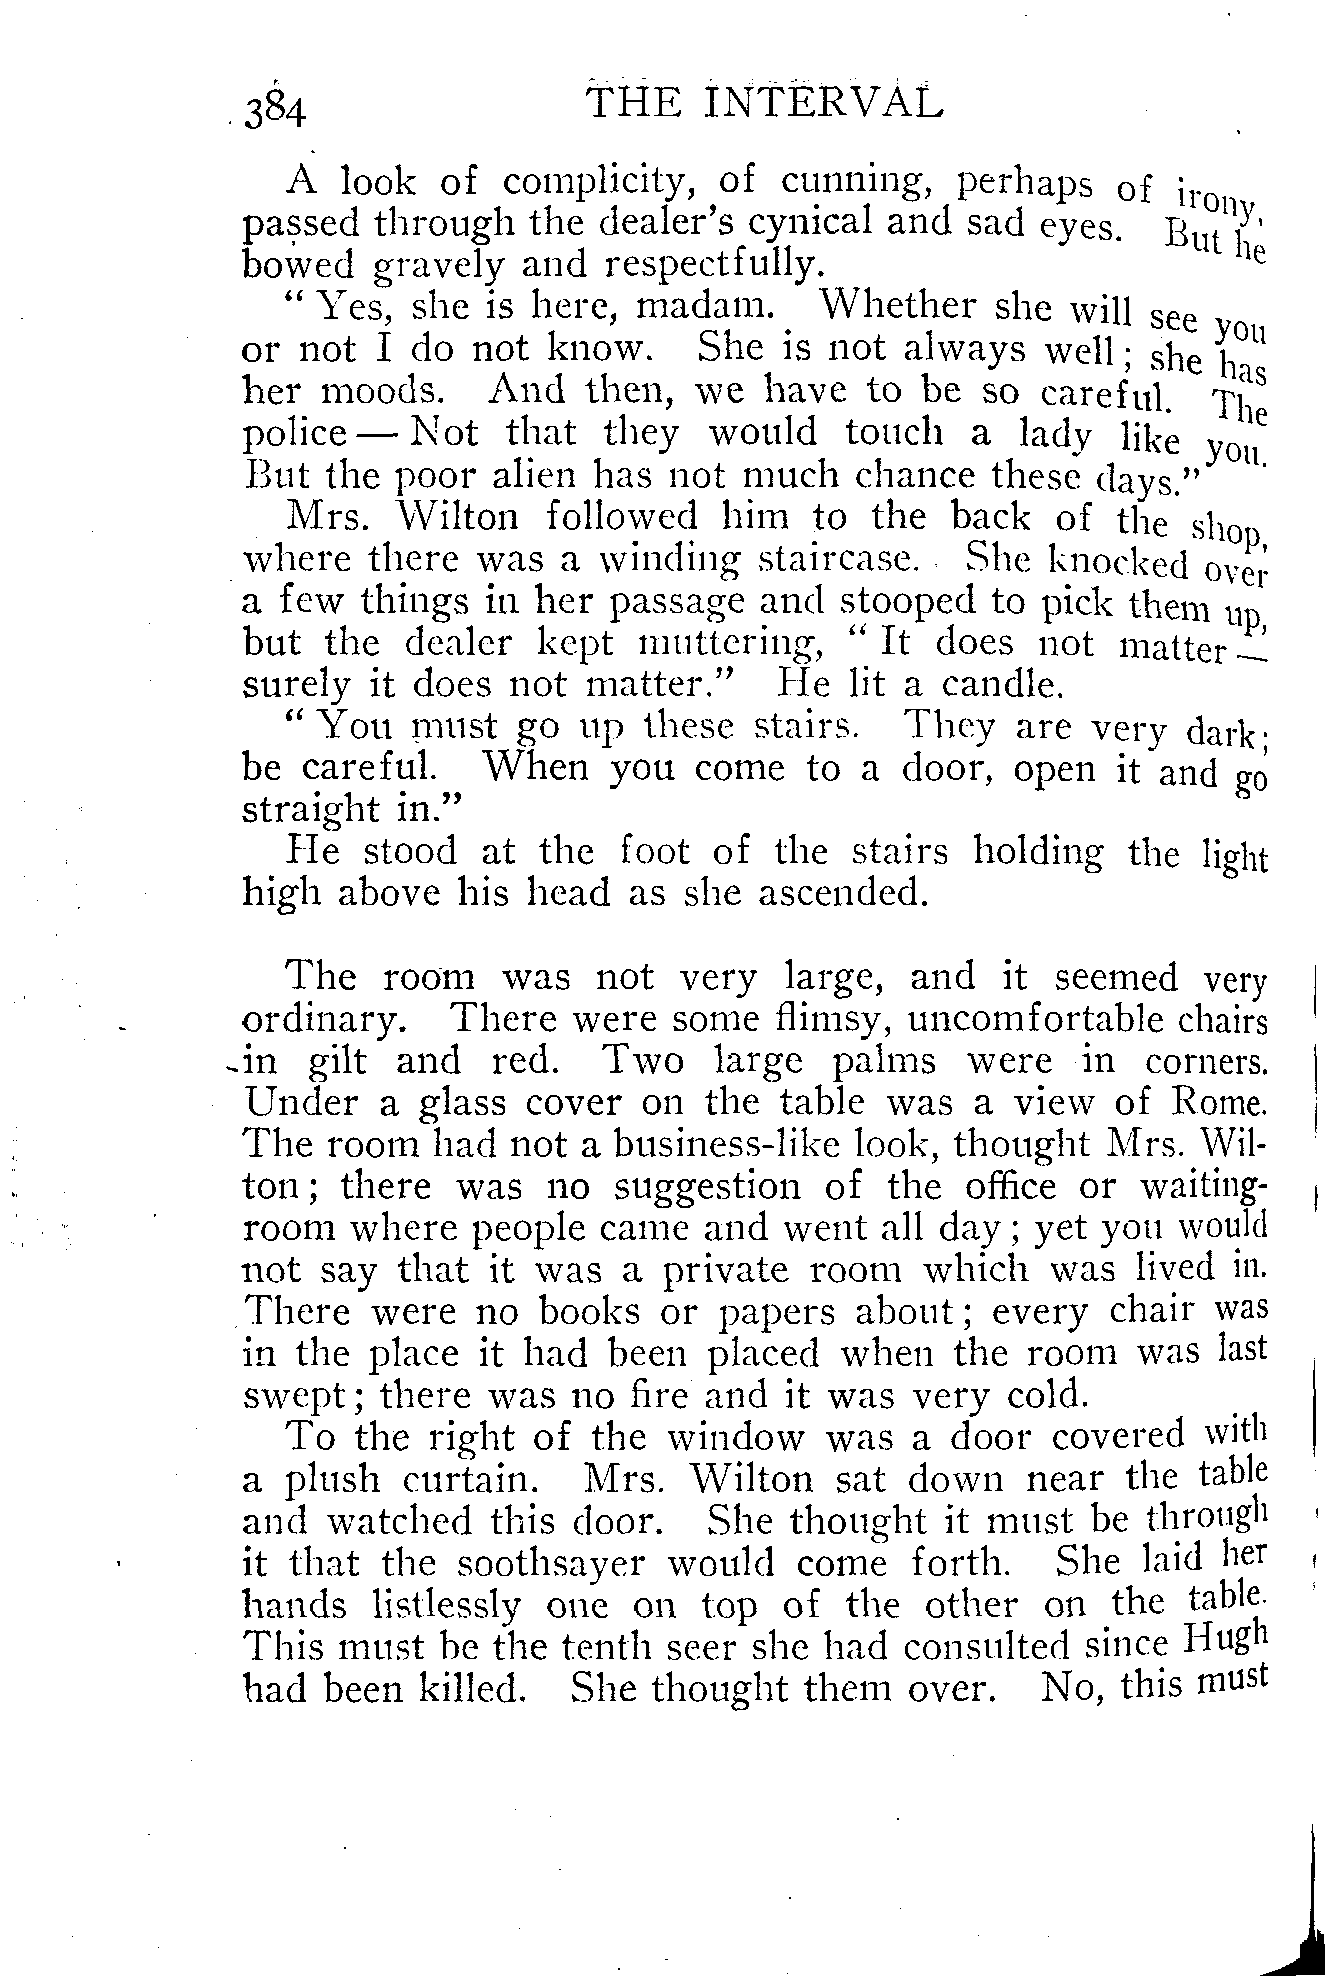 384 THE INTERVAL
A look of complicity, of cunning, perhaps of irony,
passed through the dealer's cynical and sad eyes. But he
bowed gravely and respectfully.
“ Yes, she is here, madam. Whether she will see you
or not I do not know. She is not always well ; she has
her moods. And then, we have to be so careful. The
police — Not that they would touch a lady like you.
But the poor alien has not much chance these days.”
Mrs. Wilton followed him to the back of the shop,
where there was a winding staircase. She knocked over
a few things in her passage and stooped to pick them up,
but the dealer kept muttering, “ It does not matter —
surely it does not matter.” He lit a candle.
“ You must go up these stairs. They are very dark;
be careful. When you come to a door, open it and go
straight in.”
He stood at the foot of the stairs holding the light
high above his head as she ascended.
The room was not very large, and it seemed very
ordinary. There were some flimsy, uncomfortable chairs
in gilt and red. Two large palms were in corners.
Under a glass cover on the table was a view of Rome.
The room had not a business-like look, thought Mrs. Wil-
ton ; there was no suggestion of the office or waiting-
room where people came and went all day ; yet you would
not say that it was a private room which was lived in.
There were no books or papers about ; every chair was
in the place it had been placed when the room was last
swept ; there was no fire and it was very cold.
To the right of the window was a door covered with
a plush curtain. Mrs. Wilton sat down near the table
and watched this door. She thought it must be through
it that the soothsayer would come forth. She laid her
hands listlessly one on top of the other on the table.
This must be the tenth seer she had consulted since Hugh
had been killed. She thought them over. No, this must